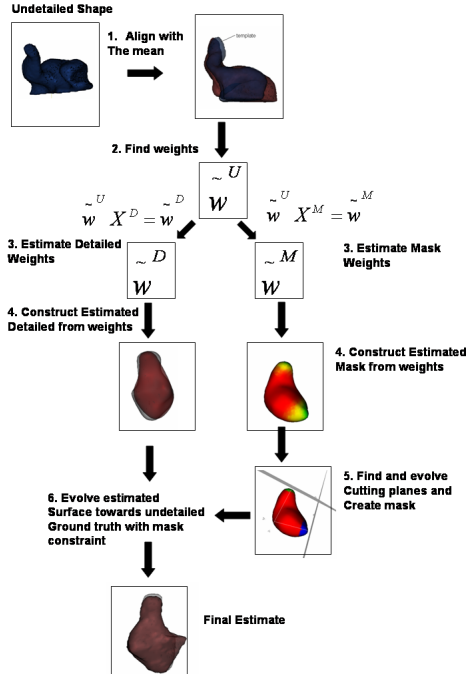 Undetailed Shape
1. Align with
The mean
template
2. Find weights
w̃ᵁ
w̃ᵁ Xᴰ = w̃ᴰ
w̃ᵁ Xᴹ = w̃ᴹ
3. Estimate Detailed
Weights
3. Estimate Mask
Weights
w̃ᴰ
w̃ᴹ
4. Construct Estimated
Detailed from weights
4. Construct Estimated
Mask from weights
5. Find and evolve
Cutting planes and
Create mask
6. Evolve estimated
Surface towards undetailed
Ground truth with mask
constraint
Final Estimate